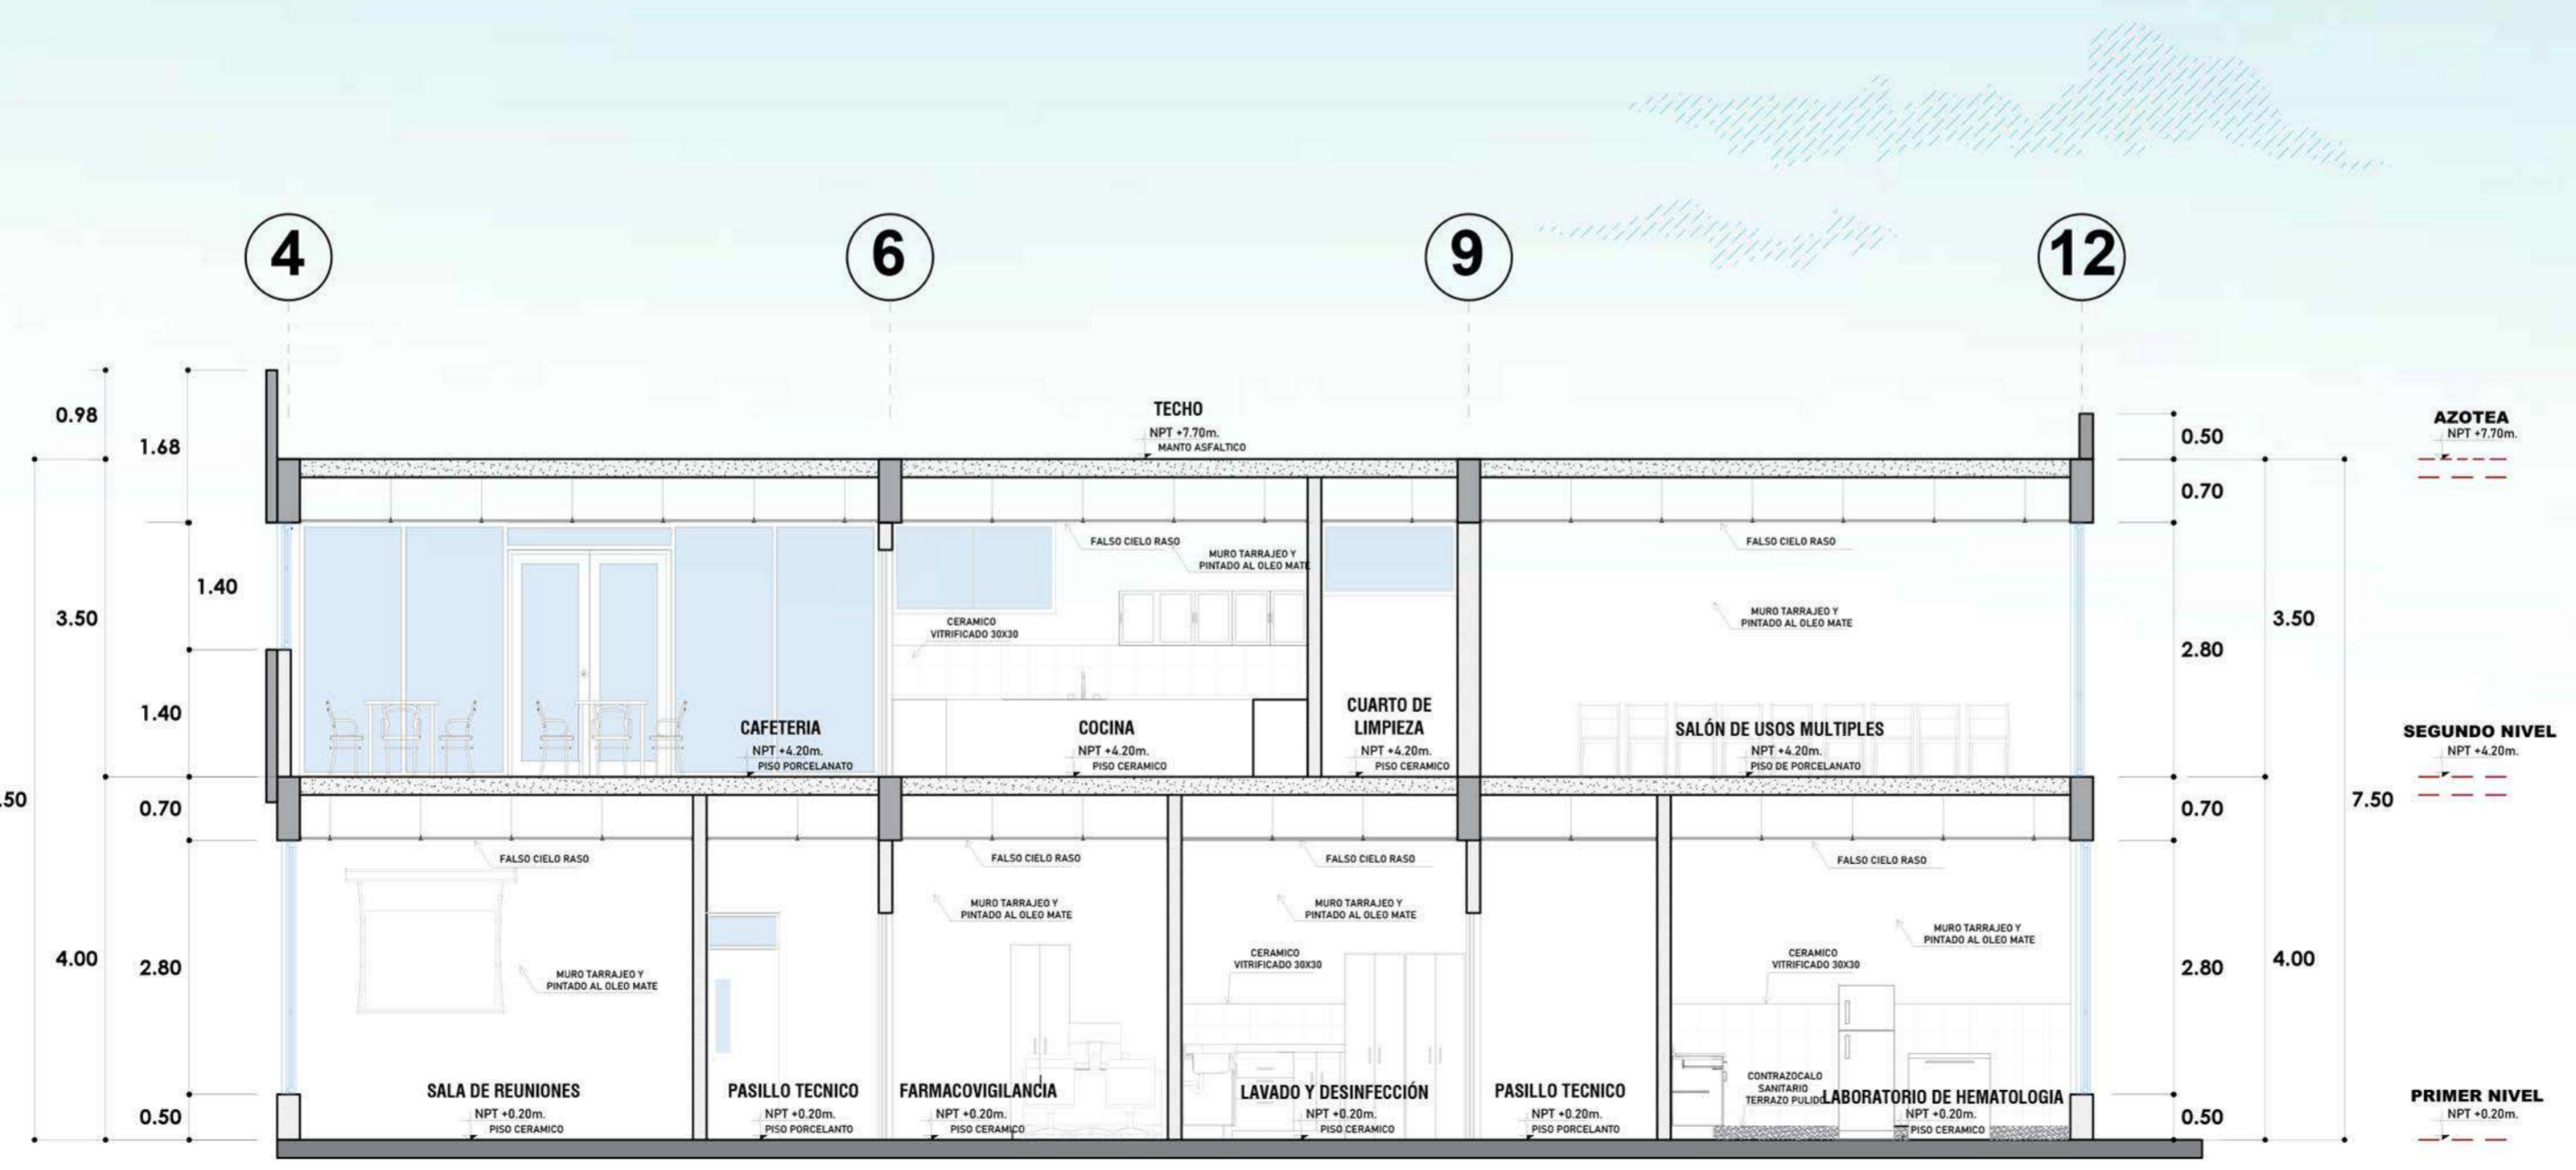 4
6
9
12
0.98
1.68
3.50
1.40
1.40
.50
0.70
4.00
2.80
0.50
TECHO
NPT +7.70m.
MANTO ASFALTICO
FALSO CIELO RASO
MURO TARRAJEO Y
PINTADO AL OLEO MATE
CERAMICO
VITRIFICADO 30X30
FALSO CIELO RASO
MURO TARRAJEO Y
PINTADO AL OLEO MATE
CAFETERIA
NPT +4.20m.
PISO PORCELANATO
COCINA
NPT +4.20m.
PISO CERAMICO
CUARTO DE
LIMPIEZA
NPT +4.20m.
PISO CERAMICO
SALÓN DE USOS MULTIPLES
NPT +4.20m.
PISO DE PORCELANATO
FALSO CIELO RASO
MURO TARRAJEO Y
PINTADO AL OLEO MATE
SALA DE REUNIONES
NPT +0.20m.
PISO CERAMICO
PASILLO TECNICO
NPT +0.20m.
PISO PORCELANTO
FALSO CIELO RASO
MURO TARRAJEO Y
PINTADO AL OLEO MATE
FARMACOVIGILANCIA
NPT +0.20m.
PISO CERAMICO
FALSO CIELO RASO
MURO TARRAJEO Y
PINTADO AL OLEO MATE
CERAMICO
VITRIFICADO 30X30
LAVADO Y DESINFECCIÓN
NPT +0.20m.
PISO CERAMICO
PASILLO TECNICO
NPT +0.20m.
PISO PORCELANTO
FALSO CIELO RASO
MURO TARRAJEO Y
PINTADO AL OLEO MATE
CERAMICO
VITRIFICADO 30X30
CONTRAZOCALO
SANITARIO
TERRAZO PULIDO
LABORATORIO DE HEMATOLOGIA
NPT +0.20m.
PISO CERAMICO
0.50
0.70
3.50
2.80
0.70
7.50
2.80
4.00
0.50
AZOTEA
NPT +7.70m.
SEGUNDO NIVEL
NPT +4.20m.
PRIMER NIVEL
NPT +0.20m.